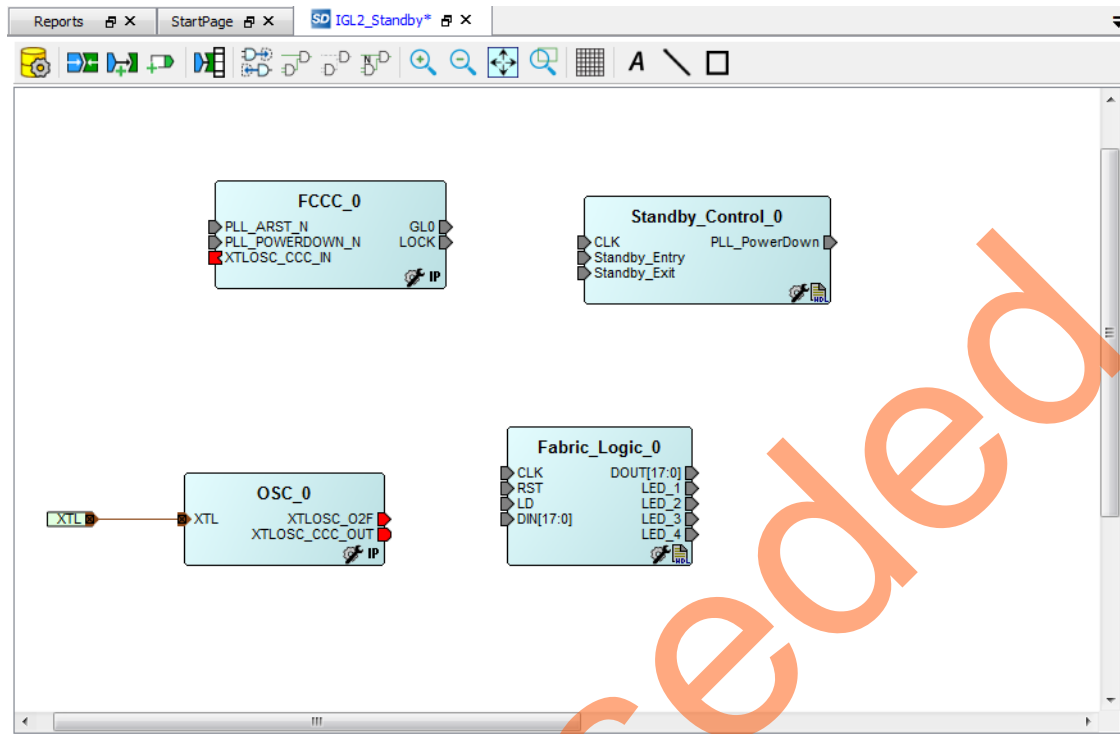 Reports StartPage SD IGL2_Standby*
A
FCCC_0
PLL_ARST_N GL0
PLL_POWERDOWN_N LOCK
XTLOSC_CCC_IN
IP
Standby_Control_0
CLK PLL_PowerDown
Standby_Entry
Standby_Exit
HDL
OSC_0
XTL XTL XTLOSC_O2F
XTLOSC_CCC_OUT
IP
Fabric_Logic_0
CLK DOUT[17:0]
RST LED_1
LD LED_2
DIN[17:0] LED_3
LED_4
HDL
ceded